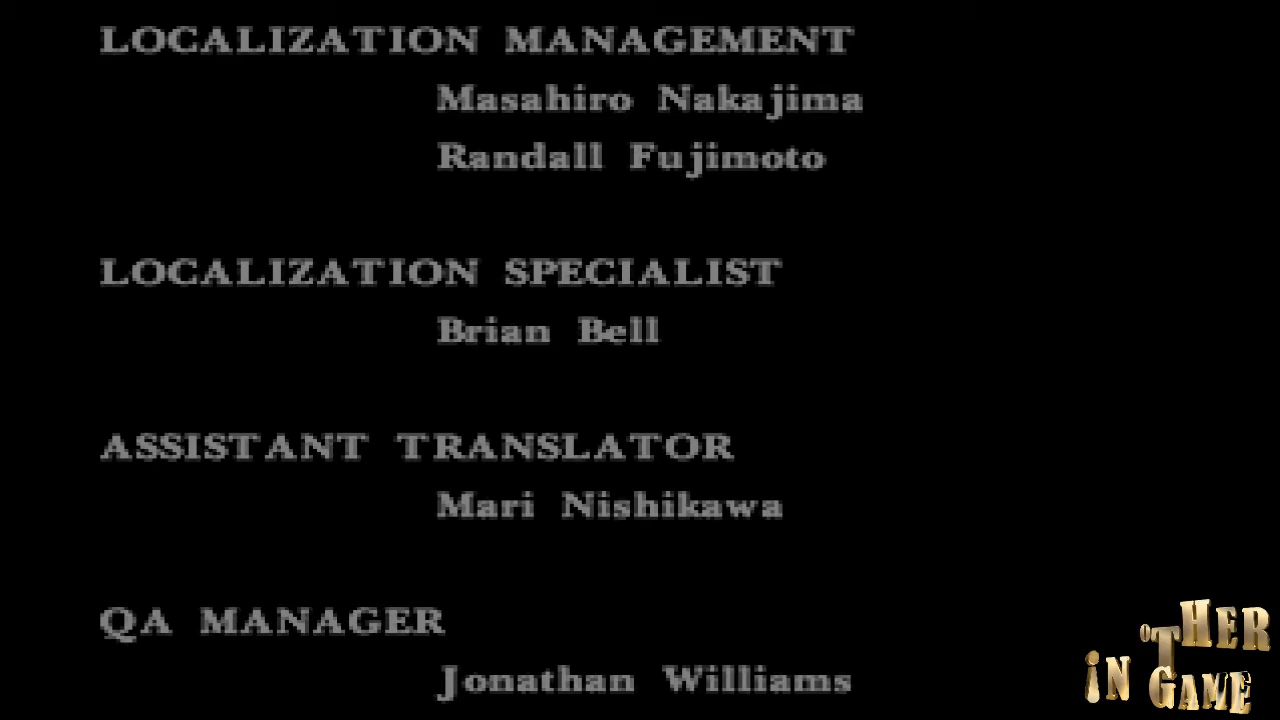 LOCALIZATION MANAGEMENT
Masahiro Nakajima
Randall Fujimoto
LOCALIZATION SPECIALIST
Brian Bell
ASSISTANT TRANSLATOR
Mari Nishikawa
QA MANAGER
Jonathan Williams
OTHER
iN GAME